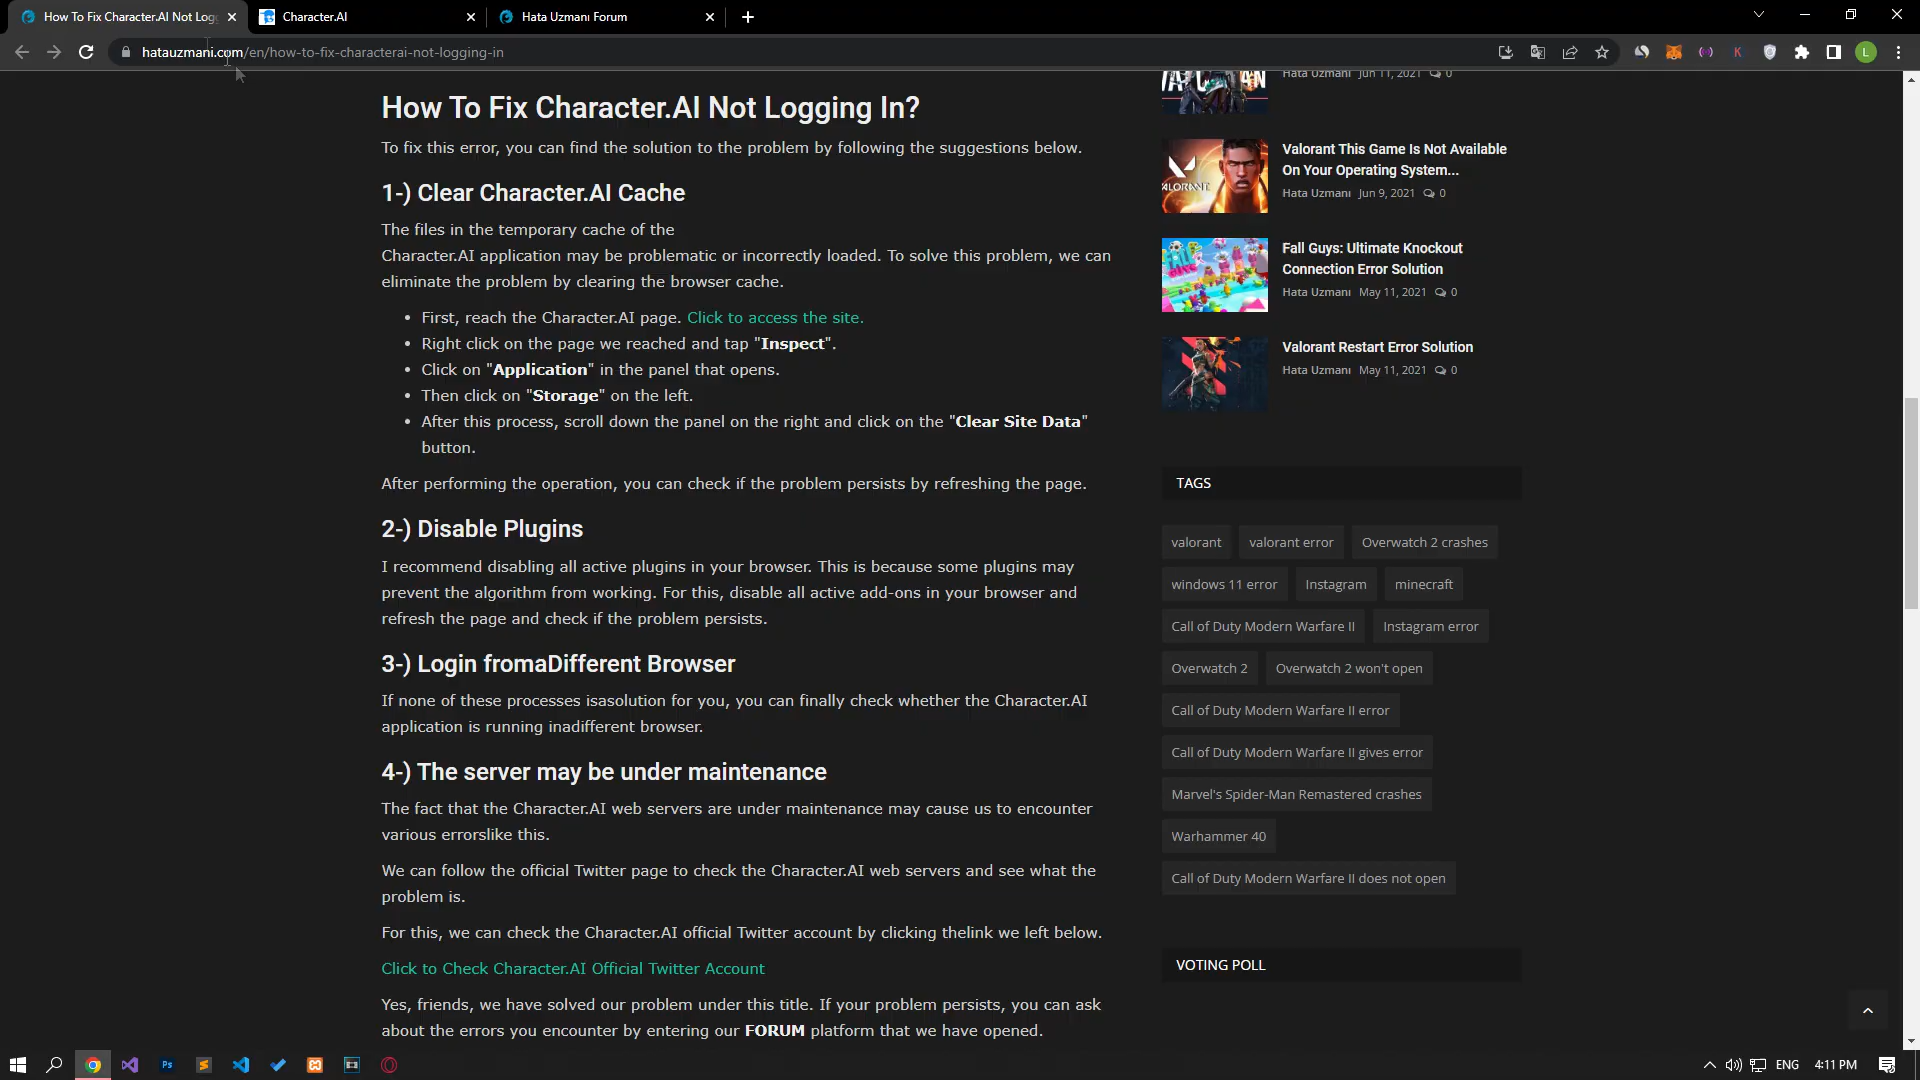 How To Fix Character.AI Not Logg
Character.AI
Hata Uzmanı Forum
hatauzmani.com/en/how-to-fix-characterai-not-logging-in
L
How To Fix Character.AI Not Logging In?
To fix this error, you can find the solution to the problem by following the suggestions below.
1-) Clear Character.AI Cache
The files in the temporary cache of the
Character.AI application may be problematic or incorrectly loaded. To solve this problem, we can
eliminate the problem by clearing the browser cache.
• First, reach the Character.AI page. Click to access the site.
• Right click on the page we reached and tap "Inspect".
• Click on "Application" in the panel that opens.
• Then click on "Storage" on the left.
• After this process, scroll down the panel on the right and click on the "Clear Site Data"
button.
After performing the operation, you can check if the problem persists by refreshing the page.
2-) Disable Plugins
I recommend disabling all active plugins in your browser. This is because some plugins may
prevent the algorithm from working. For this, disable all active add-ons in your browser and
refresh the page and check if the problem persists.
3-) Login fromaDifferent Browser
If none of these processes isasolution for you, you can finally check whether the Character.AI
application is running inadifferent browser.
4-) The server may be under maintenance
The fact that the Character.AI web servers are under maintenance may cause us to encounter
various errorslike this.
We can follow the official Twitter page to check the Character.AI web servers and see what the
problem is.
For this, we can check the Character.AI official Twitter account by clicking thelink we left below.
Click to Check Character.AI Official Twitter Account
Yes, friends, we have solved our problem under this title. If your problem persists, you can ask
about the errors you encounter by entering our FORUM platform that we have opened.
Hata Uzmanı Jun 11, 2021 0
VALORANT
Valorant This Game Is Not Available
On Your Operating System...
Hata Uzmanı Jun 9, 2021 0
Fall Guys: Ultimate Knockout
Connection Error Solution
Hata Uzmanı May 11, 2021 0
Valorant Restart Error Solution
Hata Uzmanı May 11, 2021 0
TAGS
valorant
valorant error
Overwatch 2 crashes
windows 11 error
Instagram
minecraft
Call of Duty Modern Warfare II
Instagram error
Overwatch 2
Overwatch 2 won't open
Call of Duty Modern Warfare II error
Call of Duty Modern Warfare II gives error
Marvel's Spider-Man Remastered crashes
Warhammer 40
Call of Duty Modern Warfare II does not open
VOTING POLL
Ps
ENG
4:11 PM